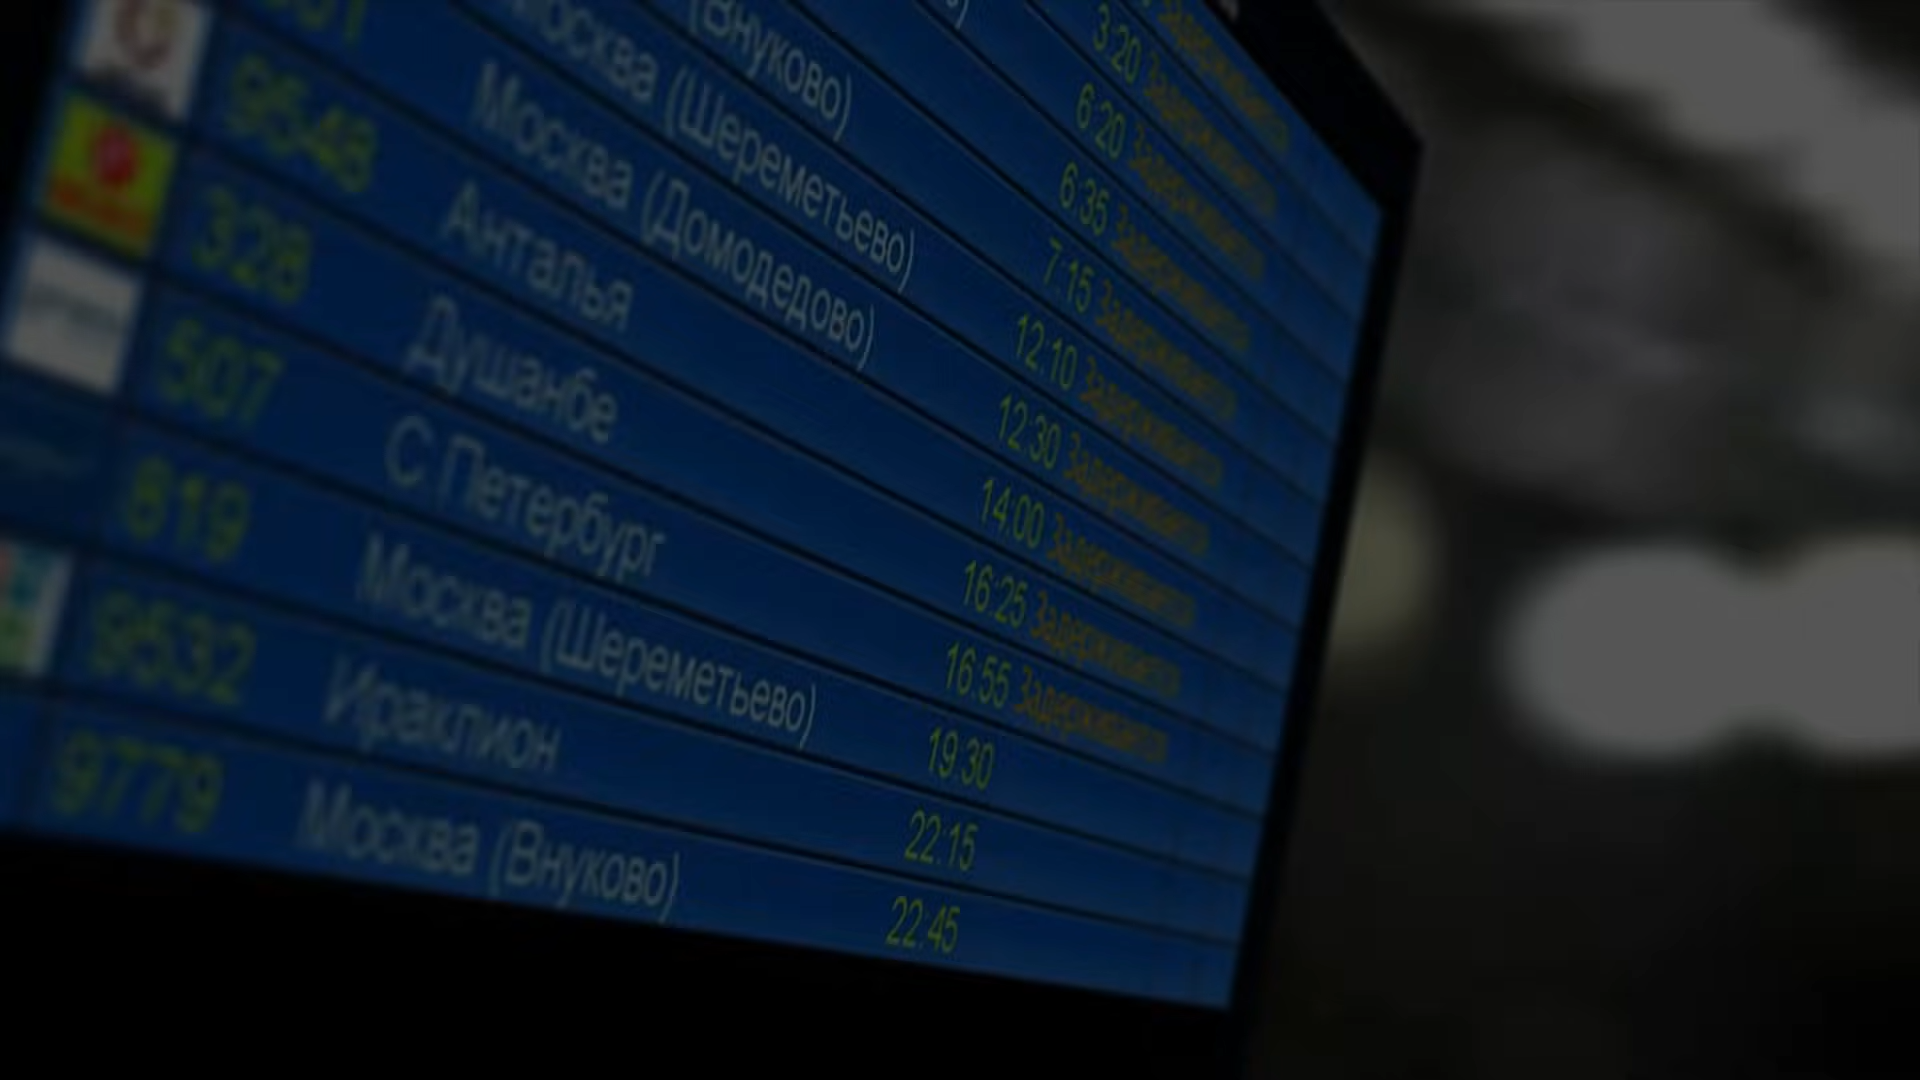 Задерживается
3:20 Задерживается
6:20 Задерживается
6:35 Задерживается
(Внуково) 7:15 Задерживается
Москва (Шереметьево) 12:10 Задерживается
Москва (Домодедово) 12:30 Задерживается
9548 Анталья 14:00 Задерживается
328 Душанбе 16:25 Задерживается
507 С.Петербург 16:55 Задерживается
819 Москва (Шереметьево) 19:30
9532 Ираклион 22:15
9779 Москва (Внуково) 22:45